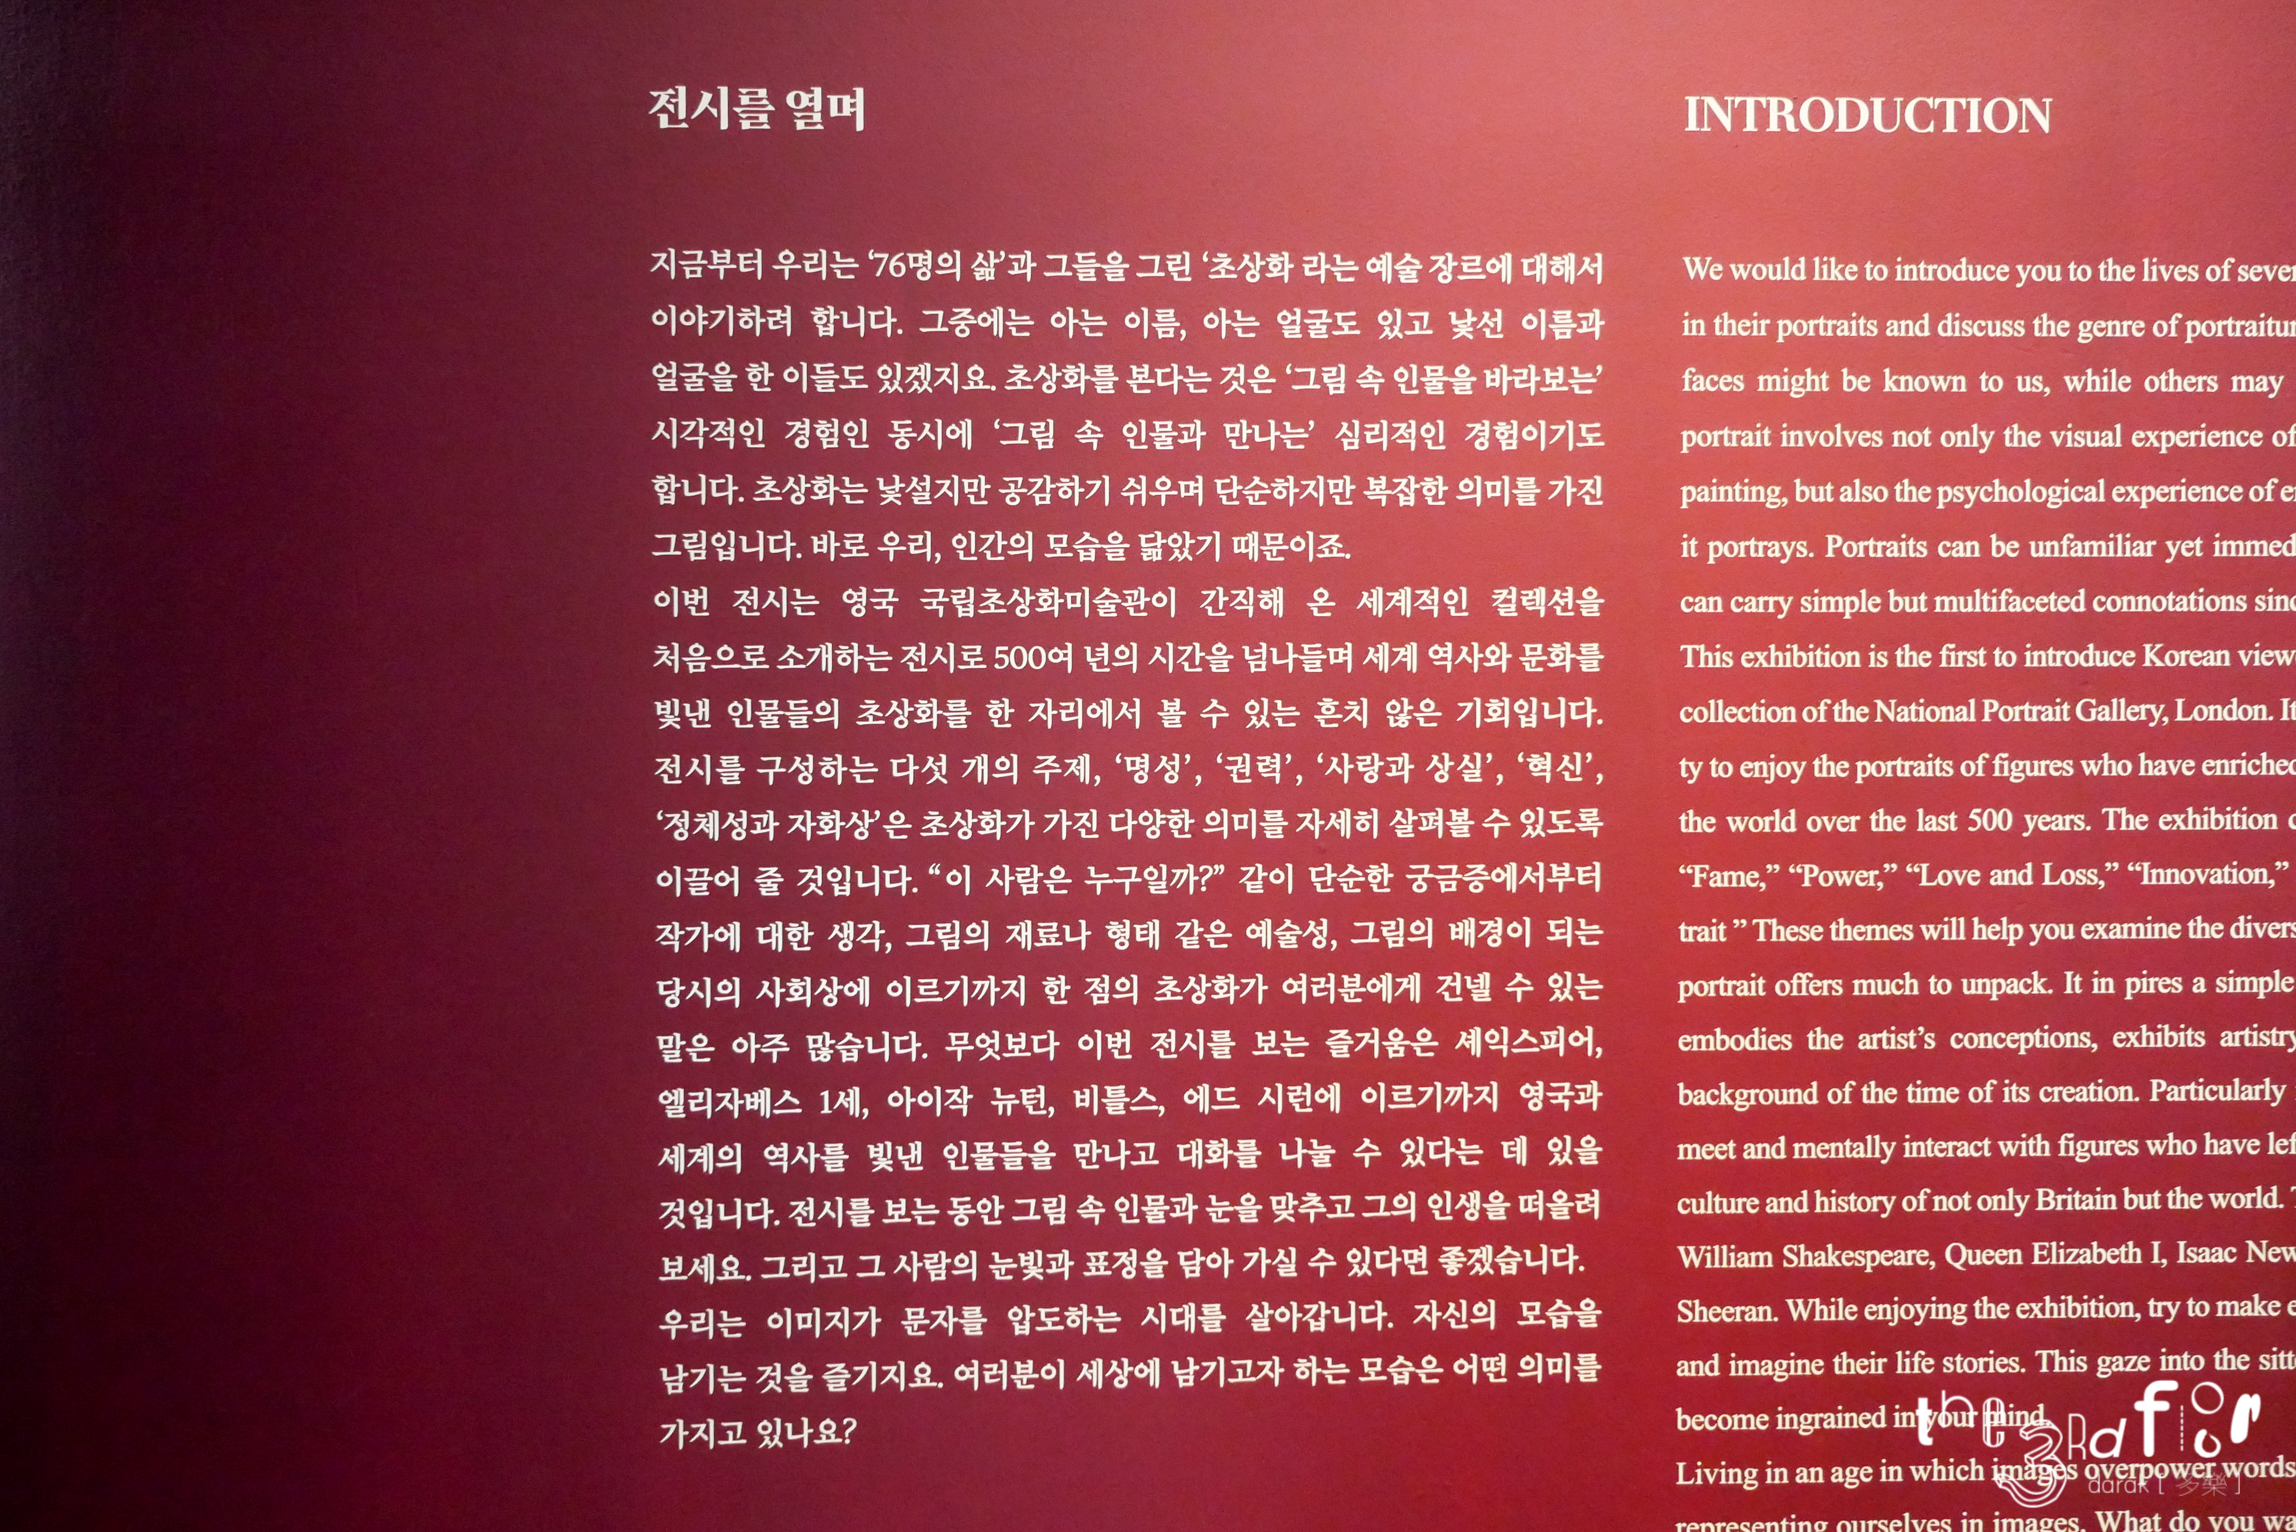 전시를 열며
지금부터 우리는 ‘76명의 삶’과 그들을 그린 ‘초상화 라는 예술 장르에 대해서
이야기하려 합니다. 그중에는 아는 이름, 아는 얼굴도 있고 낯선 이름과
얼굴을 한 이들도 있겠지요. 초상화를 본다는 것은 ‘그림 속 인물을 바라보는’
시각적인 경험인 동시에 ‘그림 속 인물과 만나는’ 심리적인 경험이기도
합니다. 초상화는 낯설지만 공감하기 쉬우며 단순하지만 복잡한 의미를 가진
그림입니다. 바로 우리, 인간의 모습을 닮았기 때문이죠.
이번 전시는 영국 국립초상화미술관이 간직해 온 세계적인 컬렉션을
처음으로 소개하는 전시로 500여 년의 시간을 넘나들며 세계 역사와 문화를
빛낸 인물들의 초상화를 한 자리에서 볼 수 있는 흔치 않은 기회입니다.
전시를 구성하는 다섯 개의 주제, ‘명성’, ‘권력’, ‘사랑과 상실’, ‘혁신’,
‘정체성과 자화상’은 초상화가 가진 다양한 의미를 자세히 살펴볼 수 있도록
이끌어 줄 것입니다. “이 사람은 누구일까?” 같이 단순한 궁금증에서부터
작가에 대한 생각, 그림의 재료나 형태 같은 예술성, 그림의 배경이 되는
당시의 사회상에 이르기까지 한 점의 초상화가 여러분에게 건넬 수 있는
말은 아주 많습니다. 무엇보다 이번 전시를 보는 즐거움은 셰익스피어,
엘리자베스 1세, 아이작 뉴턴, 비틀스, 에드 시런에 이르기까지 영국과
세계의 역사를 빛낸 인물들을 만나고 대화를 나눌 수 있다는 데 있을
것입니다. 전시를 보는 동안 그림 속 인물과 눈을 맞추고 그의 인생을 떠올려
보세요. 그리고 그 사람의 눈빛과 표정을 담아 가실 수 있다면 좋겠습니다.
우리는 이미지가 문자를 압도하는 시대를 살아갑니다. 자신의 모습을
남기는 것을 즐기지요. 여러분이 세상에 남기고자 하는 모습은 어떤 의미를
가지고 있나요?
INTRODUCTION
We would like to introduce you to the lives of
in their portraits and discuss the genre of
faces might be known to us, while others may
portrait involves not only the visual experience of
painting, but also the psychological experience of
it portrays. Portraits can be unfamiliar yet
can carry simple but multifaceted connotations
This exhibition is the first to introduce Korean
collection of the National Portrait Gallery, London.
ty to enjoy the portraits of figures who have enriched
the world over the last 500 years. The exhibition
“Fame,” “Power,” “Love and Loss,” “Innovation,”
trait ” These themes will help you examine the
portrait offers much to unpack. It in pires a simple
embodies the artist’s conceptions, exhibits artistry
background of the time of its creation. Particularly
meet and mentally interact with figures who have
culture and history of not only Britain but the world.
William Shakespeare, Queen Elizabeth I, Isaac
Sheeran. While enjoying the exhibition, try to make
and imagine their life stories. This gaze into the
become ingrained in your mind.
Living in an age in which images overpower words
representing ourselves in images. What do you
the 3Rd floor
darak [ 多樂 ]